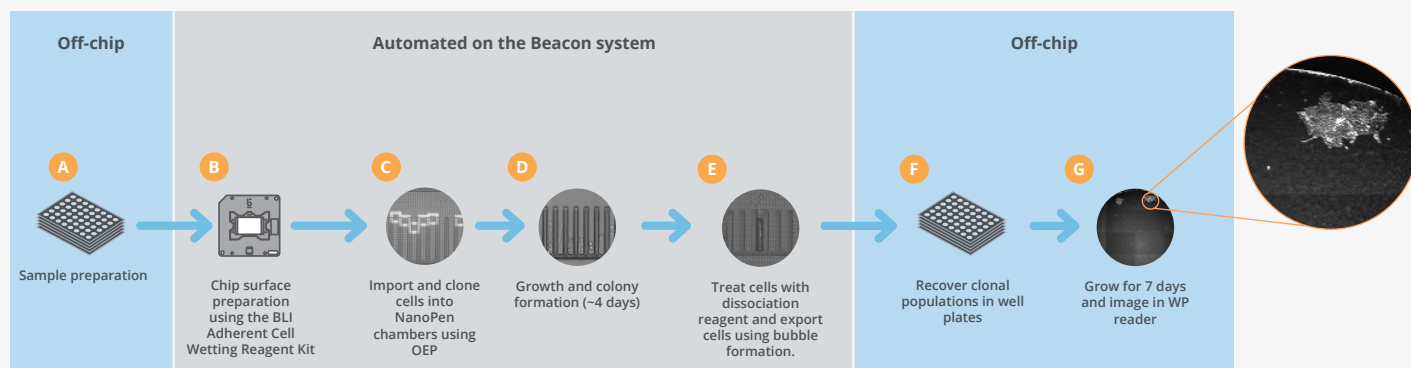 Off-chip
Automated on the Beacon system
Off-chip
A
B
C
D
E
F
G
Sample preparation
Chip surface
preparation
using the BLI
Adherent Cell
Wetting Reagent Kit
Import and clone
cells into
NanoPen
chambers using
OEP
Growth and colony
formation (~4 days)
Treat cells with
dissociation
reagent and export
cells using bubble
formation.
Recover clonal
populations in well
plates
Grow for 7 days
and image in WP
reader